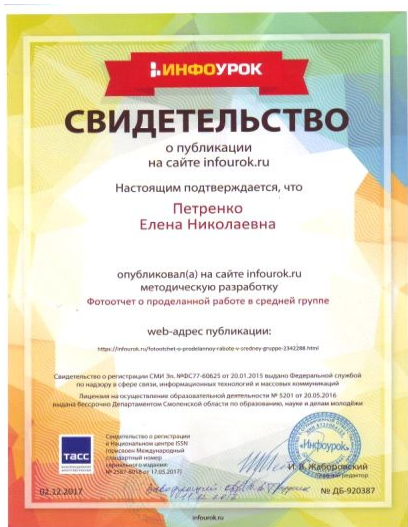 ИНФОУРОК
СВИДЕТЕЛЬСТВО
о публикации
на сайте infourok.ru
Настоящим подтверждается, что
Петренко
Елена Николаевна
опубликовал(а) на сайте infourok.ru
методическую разработку
Фотоотчет о проделанной работе в средней группе
web-адрес публикации:
https://infourok.ru/fotootchet-o-prodelannoy-rabote-v-sredney-gruppe-2342288.html
Свидетельство о регистрации СМИ Эл. №ФС77-60625 от 20.01.2015 выдано Федеральной службой
по надзору в сфере связи, информационных технологий и массовых коммуникаций
Лицензия на осуществление образовательной деятельности № 5201 от 20.05.2016
выдана бессрочно Департаментом Смоленской области по образованию, науке и делам молодёжи
ТАСС
Свидетельство о регистрации
в Национальном центре ISSN
(присвоен Международный
стандартный номер
сериального издания:
№ 2587-8018 от 17.05.2017)
«Инфоурок»
И. В. Жаборовский
редактор
02.12.2017
№ ДБ-920387
infourok.ru